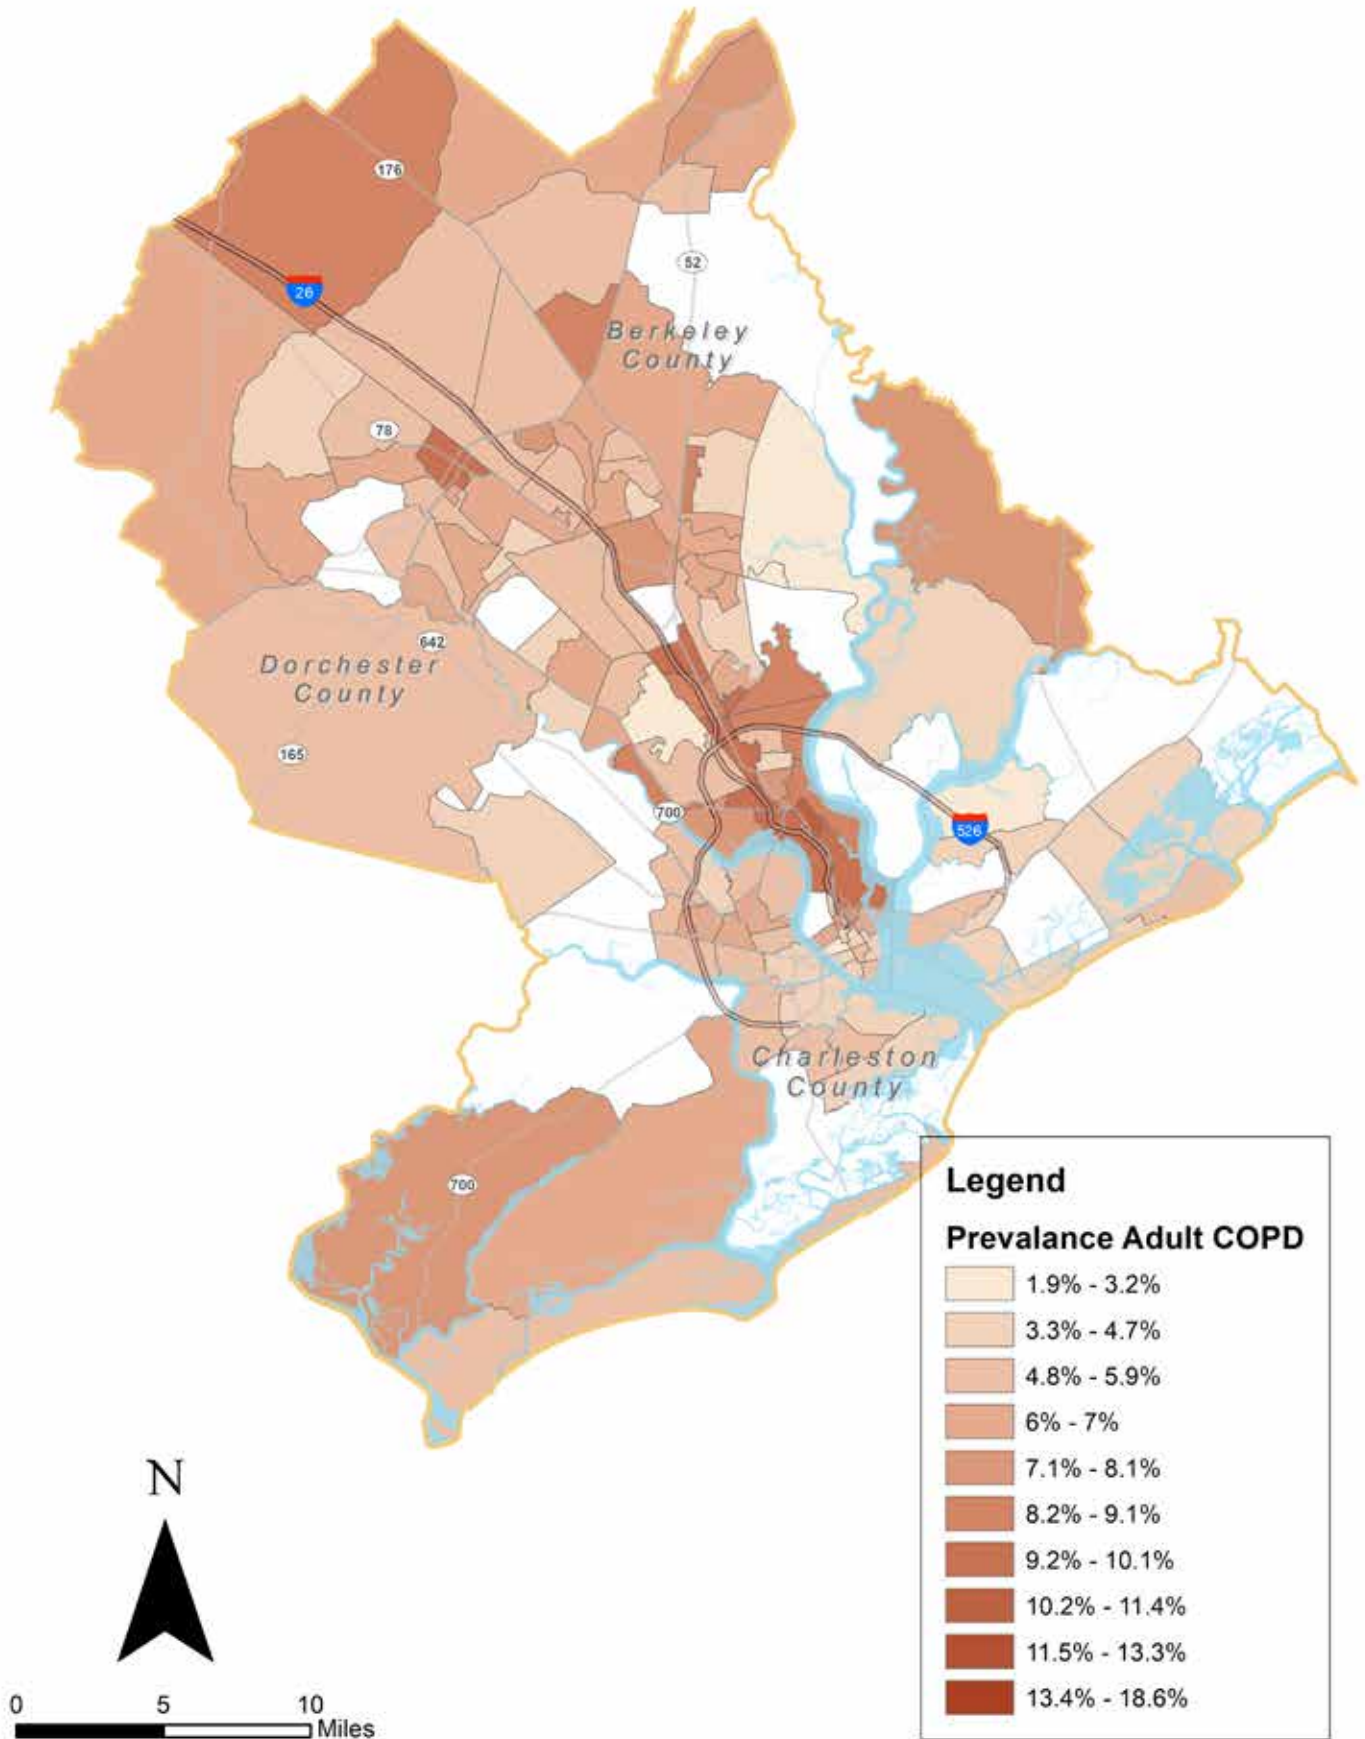 176
26
52
Berkeley
County
78
642
Dorchester
County
165
700
526
Charleston
County
700
Legend
Prevalance Adult COPD
1.9% - 3.2%
3.3% - 4.7%
4.8% - 5.9%
6% - 7%
7.1% - 8.1%
8.2% - 9.1%
9.2% - 10.1%
10.2% - 11.4%
11.5% - 13.3%
13.4% - 18.6%
N
0 5 10
Miles